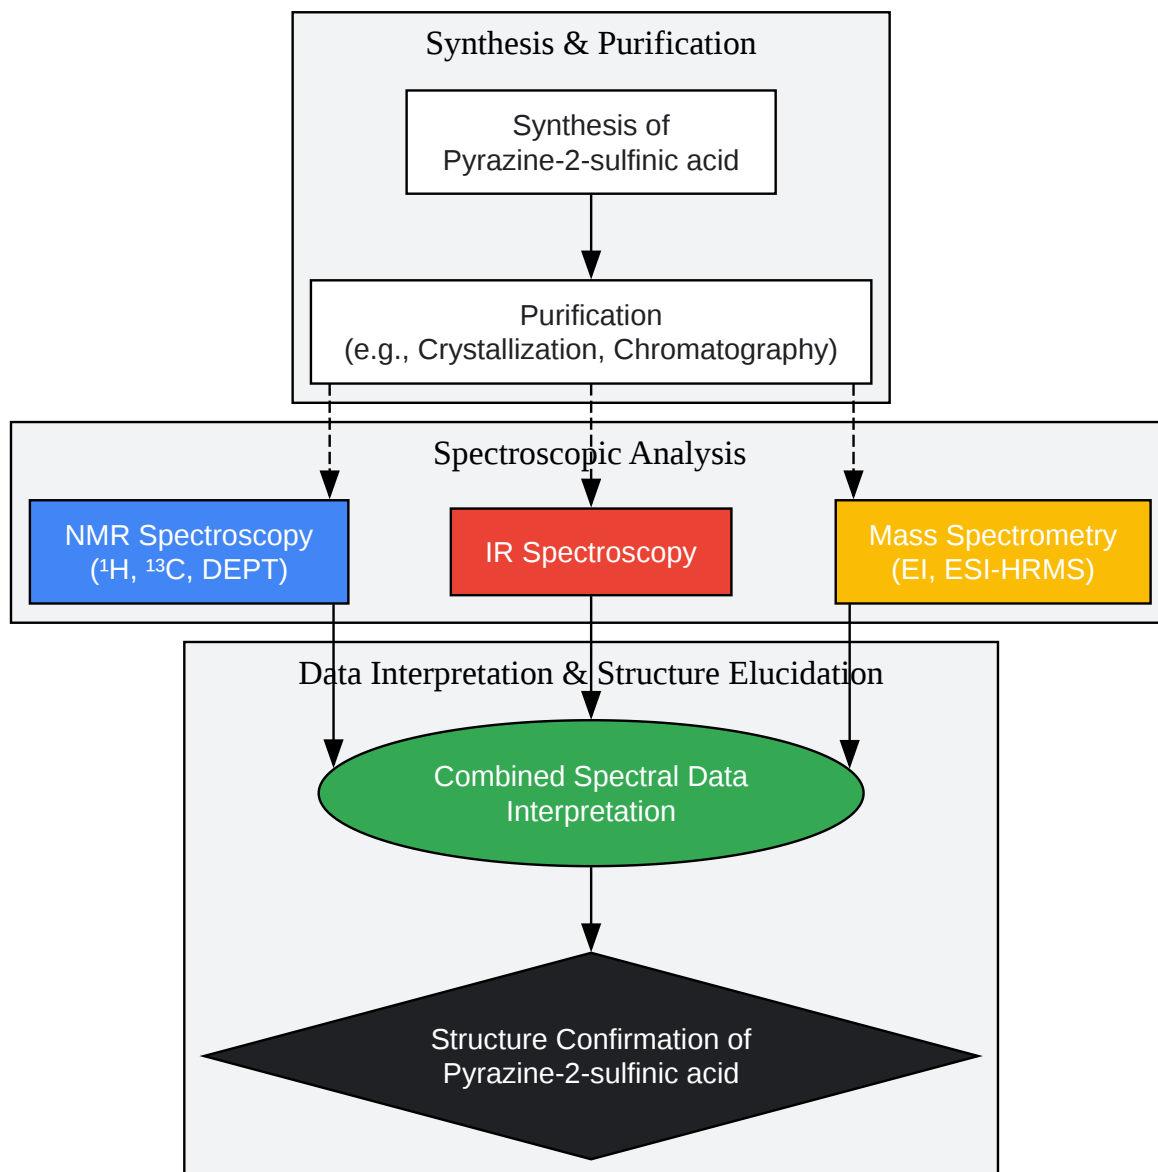 Synthesis & Purification
Synthesis of
Pyrazine-2-sulfinic acid
Purification
(e.g., Crystallization, Chromatography)
Spectroscopic Analysis
NMR Spectroscopy
(¹H, ¹³C, DEPT)
IR Spectroscopy
Mass Spectrometry
(EI, ESI-HRMS)
Data Interpretation & Structure Elucidation
Combined Spectral Data
Interpretation
Structure Confirmation of
Pyrazine-2-sulfinic acid